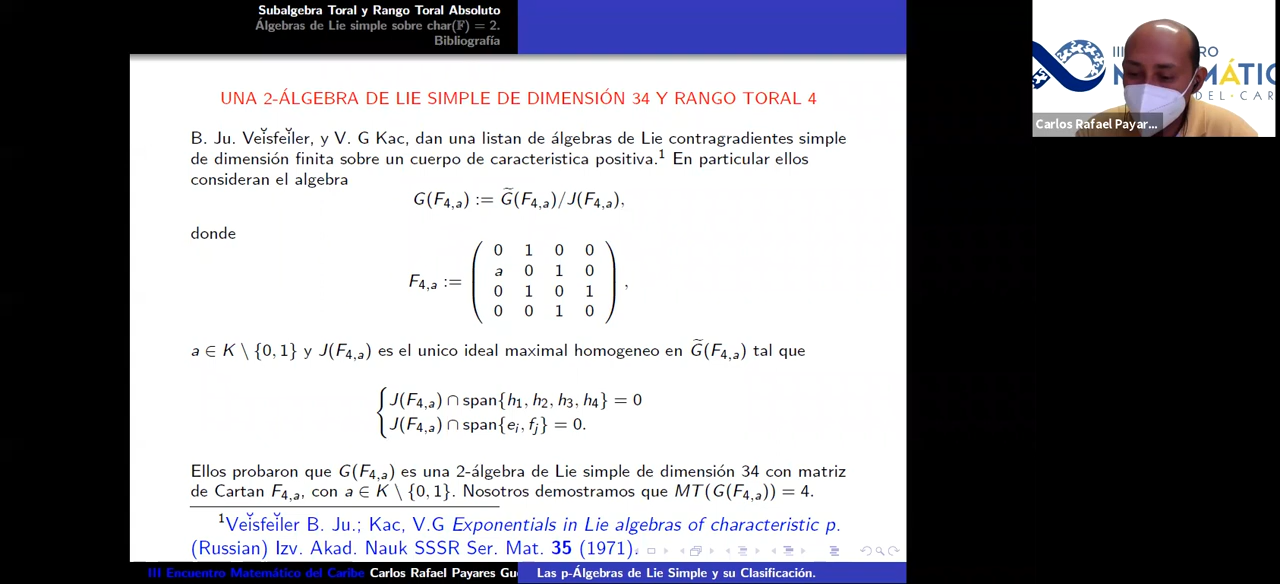 Subalgebra Toral y Rango Toral Absoluto
Álgebras de Lie simple sobre char(𝔽) = 2.
Bibliografía
UNA 2-ÁLGEBRA DE LIE SIMPLE DE DIMENSIÓN 34 Y RANGO TORAL 4
B. Ju. Veĭsfeĭler, y V. G Kac, dan una listan de álgebras de Lie contragradientes simple
de dimensión finita sobre un cuerpo de caracteristica positiva.¹ En particular ellos
consideran el algebra
G(F₄,ₐ) := G̃(F₄,ₐ)/J(F₄,ₐ),
donde
F₄,ₐ := ( 0 1 0 0
a 0 1 0
0 1 0 1
0 0 1 0 ) ,
a ∈ K \ {0, 1} y J(F₄,ₐ) es el unico ideal maximal homogeneo en G̃(F₄,ₐ) tal que
{ J(F₄,ₐ) ∩ span{h₁, h₂, h₃, h₄} = 0
J(F₄,ₐ) ∩ span{eᵢ, fⱼ} = 0.
Ellos probaron que G(F₄,ₐ) es una 2-álgebra de Lie simple de dimensión 34 con matriz
de Cartan F₄,ₐ, con a ∈ K \ {0, 1}. Nosotros demostramos que MT(G(F₄,ₐ)) = 4.
¹Veĭsfeĭler B. Ju.; Kac, V.G Exponentials in Lie algebras of characteristic p.
(Russian) Izv. Akad. Nauk SSSR Ser. Mat. 35 (1971).
III Encuentro Matemático del Caribe Carlos Rafael Payares Gue Las p-Álgebras de Lie Simple y su Clasificación.
Carlos Rafael Payar...